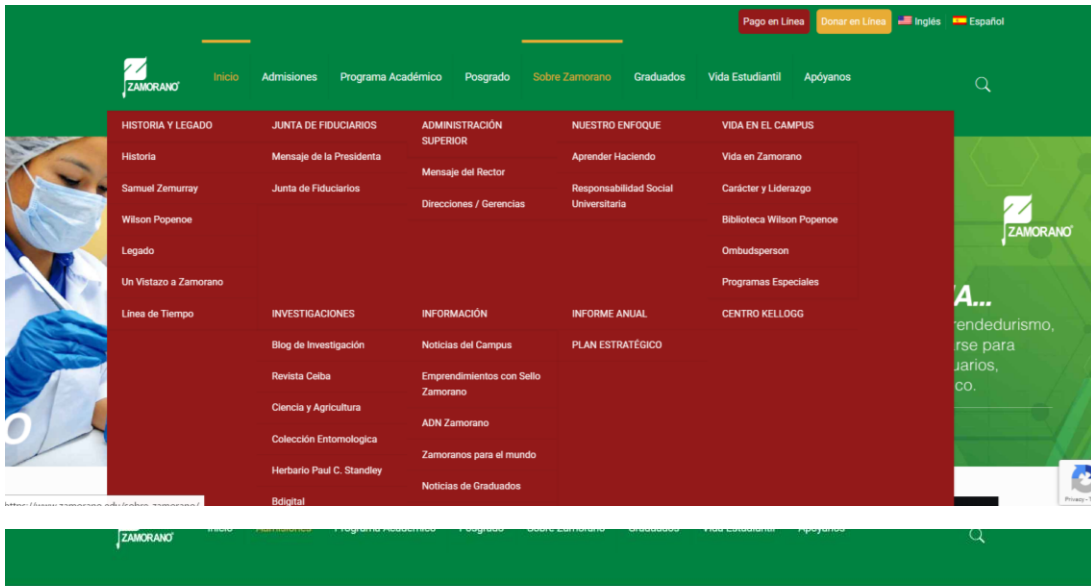 Pago en Línea Donar en Línea Inglés Español
ZAMORANO
Inicio Admisiones Programa Académico Posgrado Sobre Zamorano Graduados Vida Estudiantil Apóyanos
HISTORIA Y LEGADO
Historia
Samuel Zemurray
Wilson Popenoe
Legado
Un Vistazo a Zamorano
Línea de Tiempo
JUNTA DE FIDUCIARIOS
Mensaje de la Presidenta
Junta de Fiduciarios
ADMINISTRACIÓN
SUPERIOR
Mensaje del Rector
Direcciones / Gerencias
NUESTRO ENFOQUE
Aprender Haciendo
Responsabilidad Social
Universitaria
VIDA EN EL CAMPUS
Vida en Zamorano
Carácter y Liderazgo
Biblioteca Wilson Popenoe
Ombudsperson
Programas Especiales
INVESTIGACIONES
Blog de Investigación
Revista Ceiba
Ciencia y Agricultura
Colección Entomologica
Herbario Paul C. Standley
Bdigital
INFORMACIÓN
Noticias del Campus
Emprendimientos con Sello
Zamorano
ADN Zamorano
Zamoranos para el mundo
Noticias de Graduados
INFORME ANUAL
PLAN ESTRATÉGICO
CENTRO KELLOGG
ZAMORANO
A...
rendedurismo,
rse para
uarios,
co.
O
https://www.zamorano.edu/sobre-zamorano/
ZAMORANO
Inicio Admisiones Programa Académico Posgrado Sobre Zamorano Graduados Vida Estudiantil Apóyanos